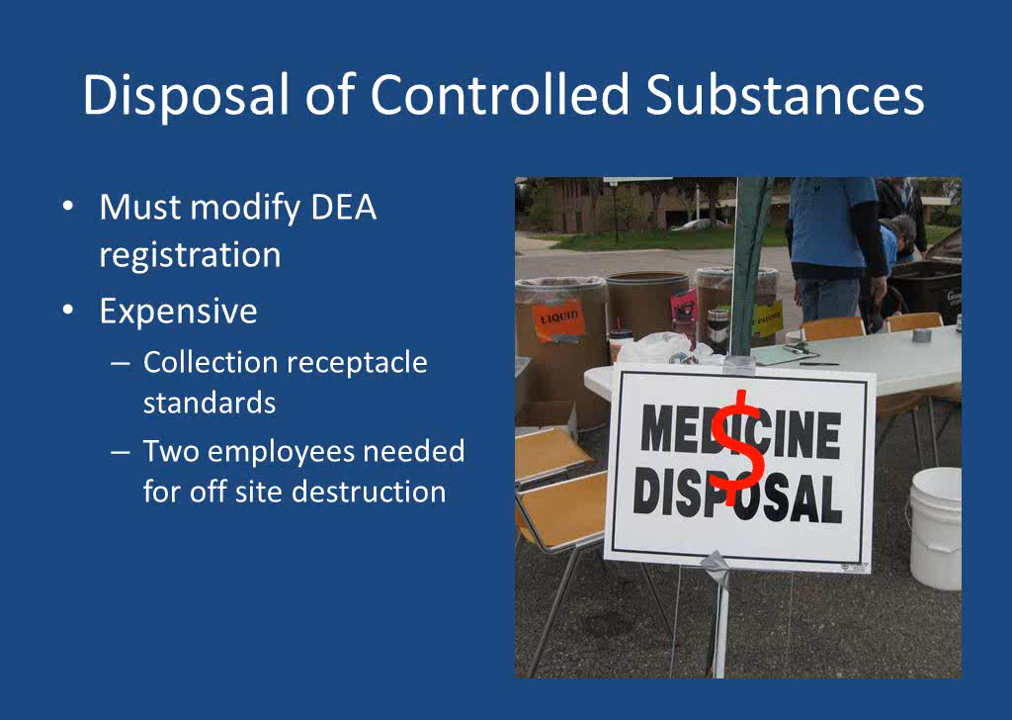 Disposal of Controlled Substances
• Must modify DEA
registration
• Expensive
– Collection receptacle
standards
– Two employees needed
for off site destruction
LIQUID
MEDICINE
$
DISPOSAL